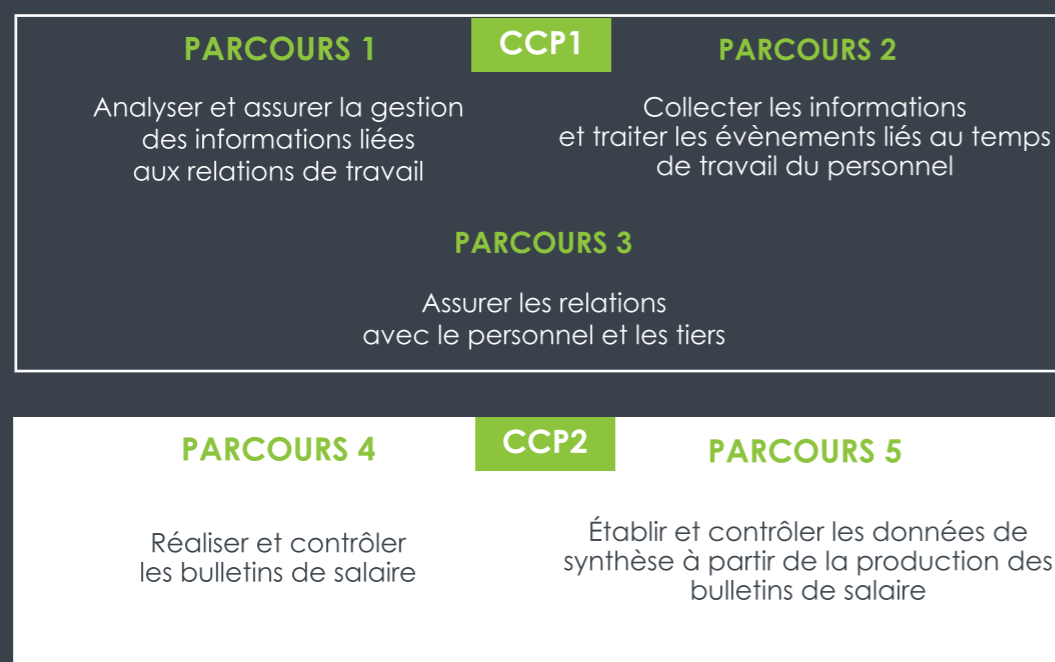 CCP1
PARCOURS 1
Analyser et assurer la gestion
des informations liées
aux relations de travail
PARCOURS 2
Collecter les informations
et traiter les évènements liés au temps
de travail du personnel
PARCOURS 3
Assurer les relations
avec le personnel et les tiers
CCP2
PARCOURS 4
Réaliser et contrôler
les bulletins de salaire
PARCOURS 5
Établir et contrôler les données de
synthèse à partir de la production des
bulletins de salaire